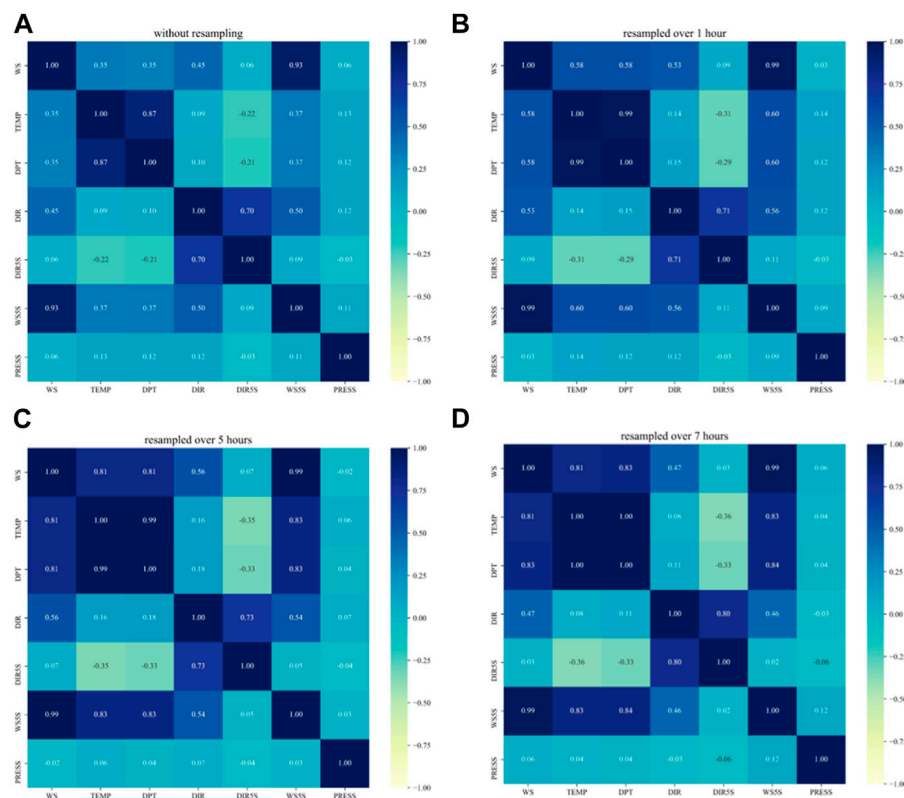 A
without resampling
WS 1.00 0.35 0.35 0.45 0.06 0.93 0.06
TEMP 0.35 1.00 0.87 0.09 -0.22 0.37 0.13
DPT 0.35 0.87 1.00 0.10 -0.21 0.37 0.12
DIR 0.45 0.09 0.10 1.00 0.70 0.50 0.12
DIR5S 0.06 -0.22 -0.21 0.70 1.00 0.09 -0.03
WS5S 0.93 0.37 0.37 0.50 0.09 1.00 0.11
PRESS 0.06 0.13 0.12 0.12 -0.03 0.11 1.00
WS TEMP DPT DIR DIR5S WS5S PRESS
1.00
0.75
0.50
0.25
0.00
−0.25
−0.50
−0.75
−1.00
B
resampled over 1 hour
WS 1.00 0.58 0.58 0.53 0.09 0.99 0.03
TEMP 0.58 1.00 0.99 0.14 -0.31 0.60 0.14
DPT 0.58 0.99 1.00 0.15 -0.29 0.60 0.12
DIR 0.53 0.14 0.15 1.00 0.71 0.56 0.12
DIR5S 0.09 -0.31 -0.29 0.71 1.00 0.11 -0.03
WS5S 0.99 0.60 0.60 0.56 0.11 1.00 0.09
PRESS 0.03 0.14 0.12 0.12 -0.03 0.09 1.00
WS TEMP DPT DIR DIR5S WS5S PRESS
1.00
0.75
0.50
0.25
0.00
−0.25
−0.50
−0.75
−1.00
C
resampled over 5 hours
WS 1.00 0.81 0.81 0.56 0.07 0.99 -0.02
TEMP 0.81 1.00 0.99 0.16 -0.35 0.83 0.06
DPT 0.81 0.99 1.00 0.18 -0.33 0.83 0.04
DIR 0.56 0.16 0.18 1.00 0.73 0.54 0.07
DIR5S 0.07 -0.35 -0.33 0.73 1.00 0.05 -0.04
WS5S 0.99 0.83 0.83 0.54 0.05 1.00 0.03
PRESS -0.02 0.06 0.04 0.07 -0.04 0.03 1.00
WS TEMP DPT DIR DIR5S WS5S PRESS
1.00
0.75
0.50
0.25
0.00
−0.25
−0.50
−0.75
−1.00
D
resampled over 7 hours
WS 1.00 0.81 0.83 0.47 0.03 0.99 0.06
TEMP 0.81 1.00 1.00 0.08 -0.36 0.83 0.04
DPT 0.83 1.00 1.00 0.11 -0.33 0.84 0.04
DIR 0.47 0.08 0.11 1.00 0.80 0.46 -0.03
DIR5S 0.03 -0.36 -0.33 0.80 1.00 0.02 -0.06
WS5S 0.99 0.83 0.84 0.46 0.02 1.00 0.12
PRESS 0.06 0.04 0.04 -0.03 -0.06 0.12 1.00
WS TEMP DPT DIR DIR5S WS5S PRESS
1.00
0.75
0.50
0.25
0.00
−0.25
−0.50
−0.75
−1.00